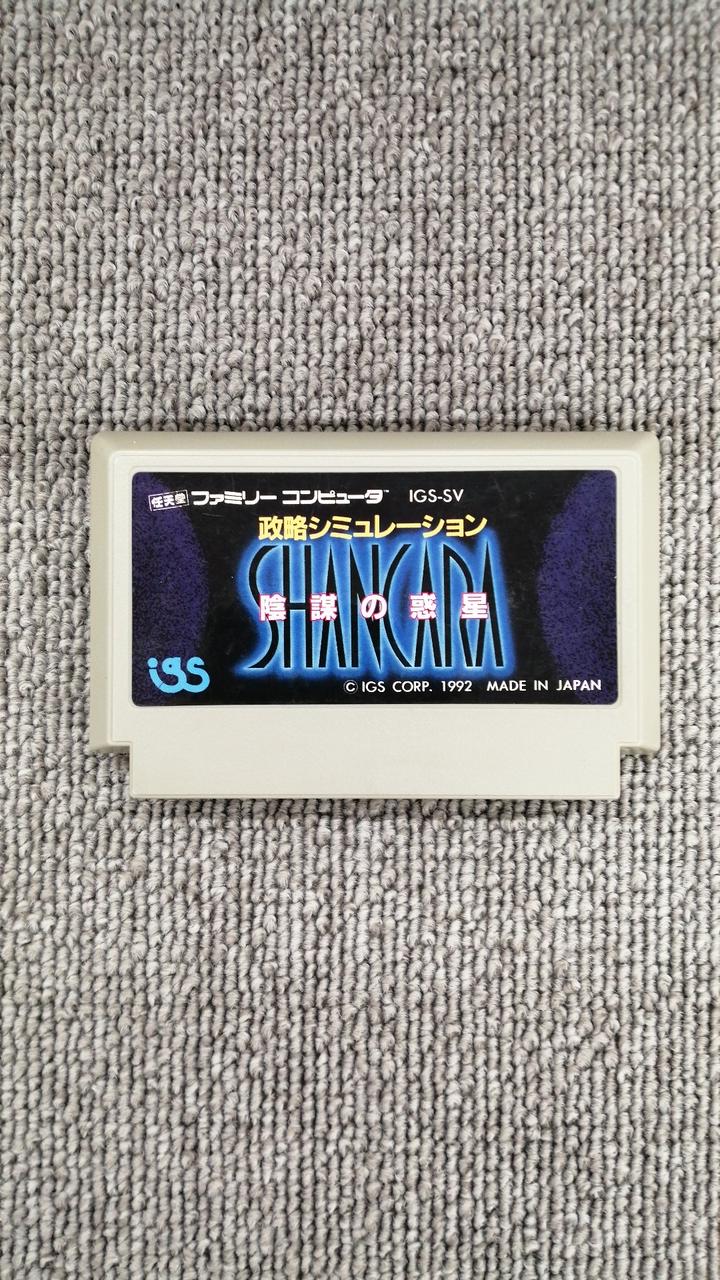 任天堂 ファミリー コンピュータ™ IGS-SV
政略シミュレーション
SHANCARA
陰謀の惑星
igs
© IGS CORP. 1992 MADE IN JAPAN